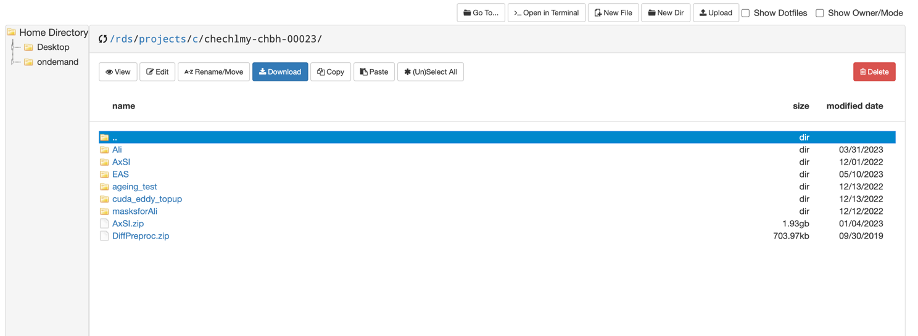 Go To... >_ Open in Terminal New File New Dir Upload Show Dotfiles Show Owner/Mode
Home Directory
Desktop
ondemand
/rds/projects/c/chechlmy-chbh-00023/
View Edit A-Z Rename/Move Download Copy Paste (Un)Select All Delete
name size modified date
.. dir
Ali dir 03/31/2023
AxSI dir 12/01/2022
EAS dir 05/10/2023
ageing_test dir 12/13/2022
cuda_eddy_topup dir 12/13/2022
masksforAli dir 12/12/2022
AxSI.zip 1.93gb 01/04/2023
DiffPreproc.zip 703.97kb 09/30/2019